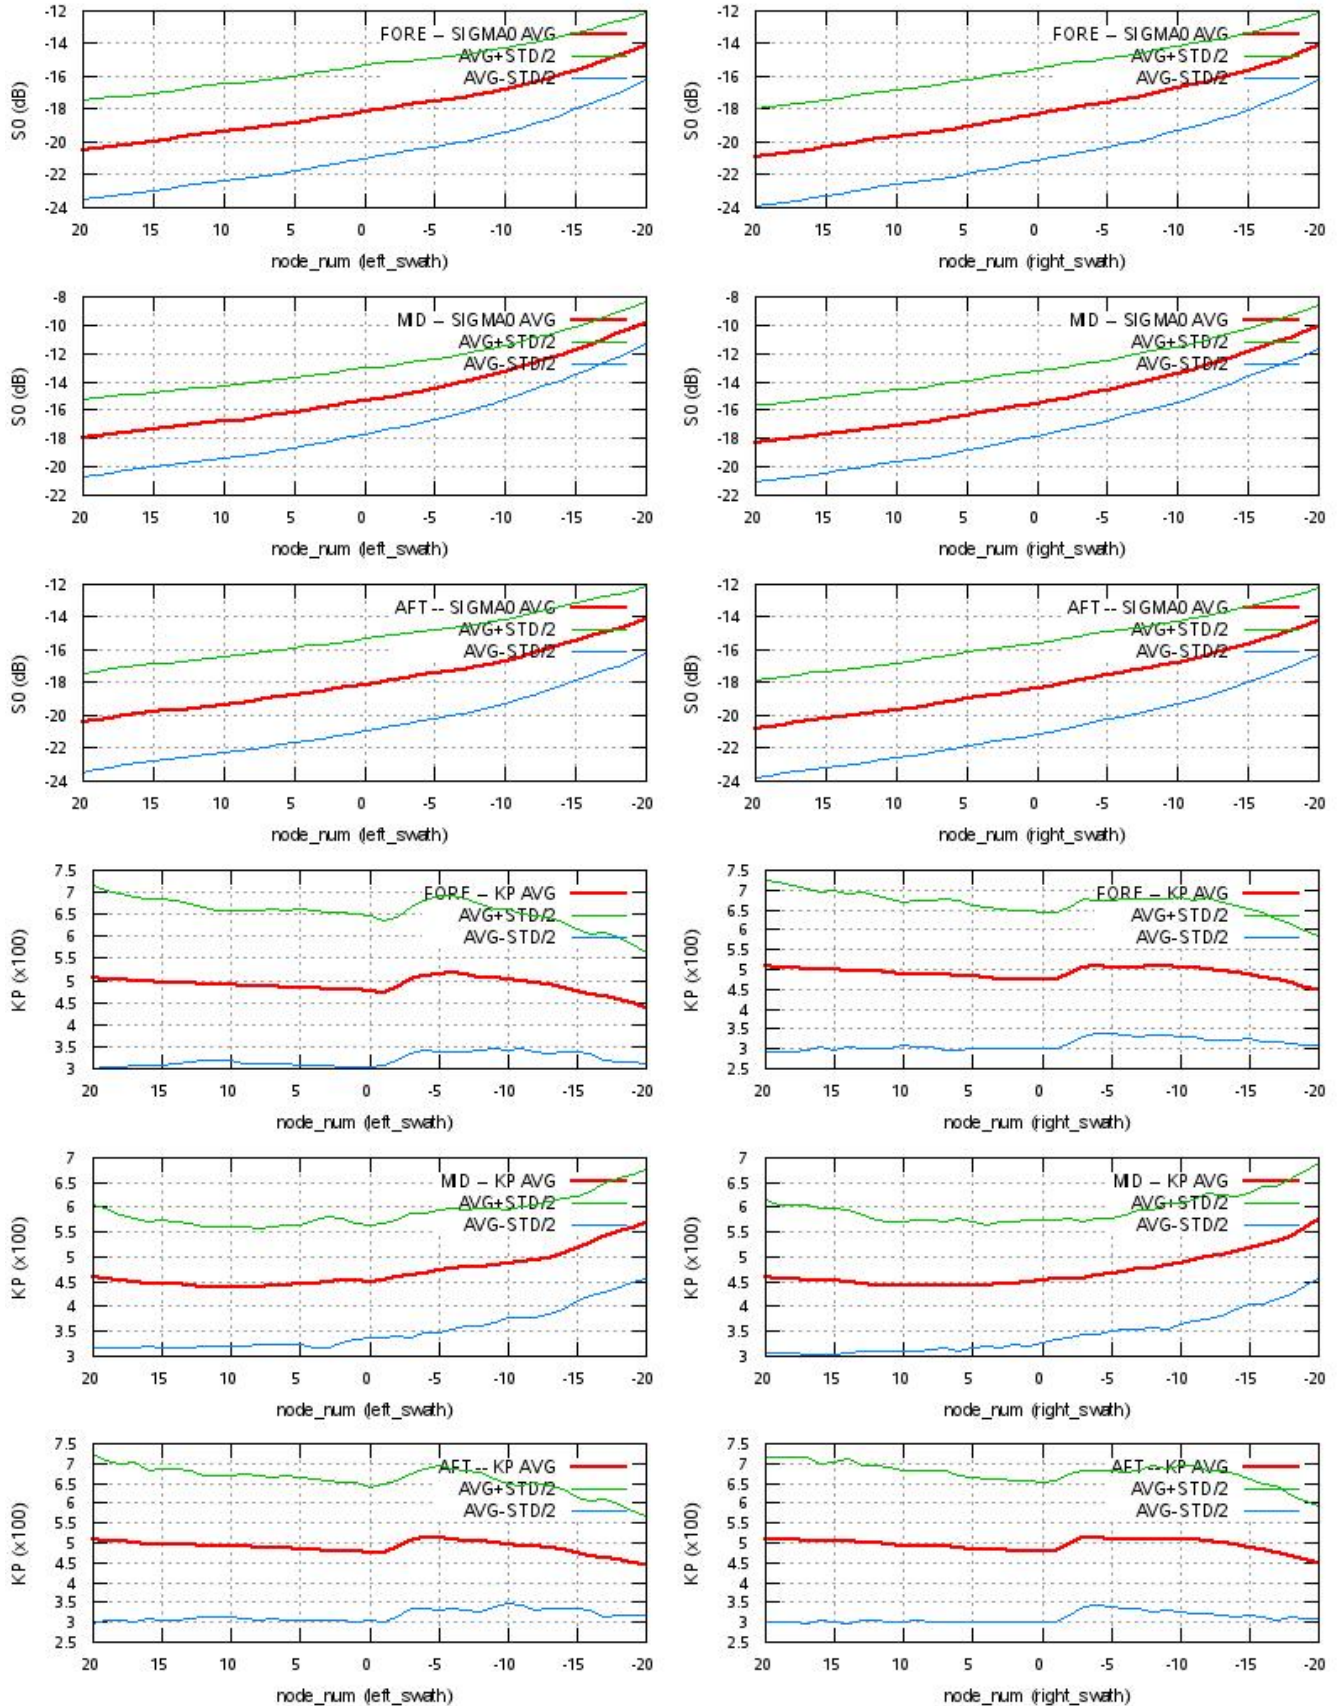 -12
-14
-16
-18
-20
-22
-24
S0 (dB)
FORE -- SIGMA0 AVG
AVG+STD/2
AVG-STD/2
20 15 10 5 0 -5 -10 -15 -20
node_num (left_swath)
-12
-14
-16
-18
-20
-22
-24
S0 (dB)
FORE -- SIGMA0 AVG
AVG+STD/2
AVG-STD/2
20 15 10 5 0 -5 -10 -15 -20
node_num (right_swath)
-8
-10
-12
-14
-16
-18
-20
-22
S0 (dB)
MID -- SIGMA0 AVG
AVG+STD/2
AVG-STD/2
20 15 10 5 0 -5 -10 -15 -20
node_num (left_swath)
-8
-10
-12
-14
-16
-18
-20
-22
S0 (dB)
MID -- SIGMA0 AVG
AVG+STD/2
AVG-STD/2
20 15 10 5 0 -5 -10 -15 -20
node_num (right_swath)
-12
-14
-16
-18
-20
-22
-24
S0 (dB)
AFT -- SIGMA0 AVG
AVG+STD/2
AVG-STD/2
20 15 10 5 0 -5 -10 -15 -20
node_num (left_swath)
-12
-14
-16
-18
-20
-22
-24
S0 (dB)
AFT -- SIGMA0 AVG
AVG+STD/2
AVG-STD/2
20 15 10 5 0 -5 -10 -15 -20
node_num (right_swath)
7.5
7
6.5
6
5.5
5
4.5
4
3.5
3
KP (x100)
FORE -- KP AVG
AVG+STD/2
AVG-STD/2
20 15 10 5 0 -5 -10 -15 -20
node_num (left_swath)
7.5
7
6.5
6
5.5
5
4.5
4
3.5
3
2.5
KP (x100)
FORE -- KP AVG
AVG+STD/2
AVG-STD/2
20 15 10 5 0 -5 -10 -15 -20
node_num (right_swath)
7
6.5
6
5.5
5
4.5
4
3.5
3
KP (x100)
MID -- KP AVG
AVG+STD/2
AVG-STD/2
20 15 10 5 0 -5 -10 -15 -20
node_num (left_swath)
7
6.5
6
5.5
5
4.5
4
3.5
3
KP (x100)
MID -- KP AVG
AVG+STD/2
AVG-STD/2
20 15 10 5 0 -5 -10 -15 -20
node_num (right_swath)
7.5
7
6.5
6
5.5
5
4.5
4
3.5
3
2.5
KP (x100)
AFT -- KP AVG
AVG+STD/2
AVG-STD/2
20 15 10 5 0 -5 -10 -15 -20
node_num (left_swath)
7.5
7
6.5
6
5.5
5
4.5
4
3.5
3
2.5
KP (x100)
AFT -- KP AVG
AVG+STD/2
AVG-STD/2
20 15 10 5 0 -5 -10 -15 -20
node_num (right_swath)